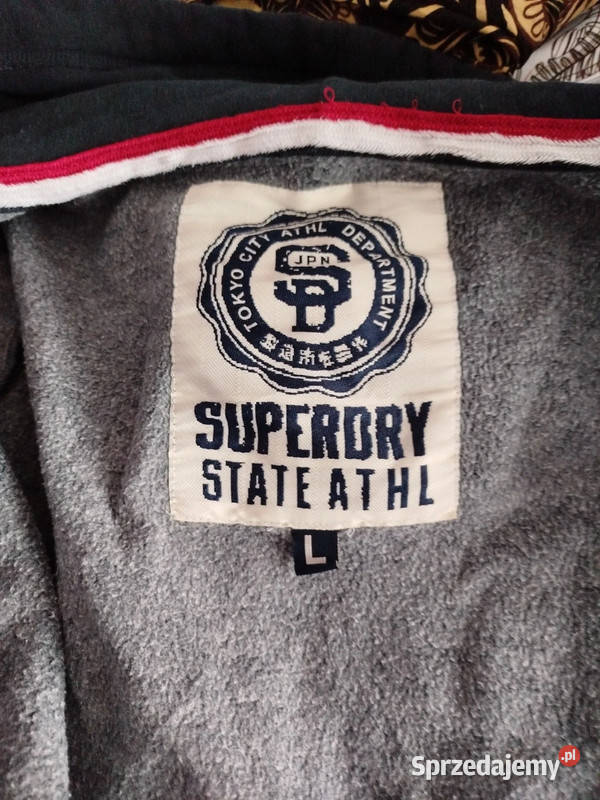 TOKYO CITY ATHL DEPARTMENT
JPN
SD
SUPERDRY
STATE ATHL
L
Sprzedajemy.pl